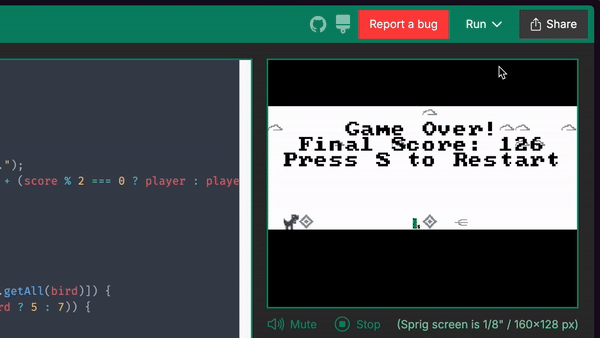 Report a bug
Run
Share
Game Over!
Final Score: 126
Press S to Restart
.");
+ (score % 2 === 0 ? player : playe
.getAll(bird)]) {
rd ? 5 : 7)) {
Mute
Stop
(Sprig screen is 1/8" / 160×128 px)